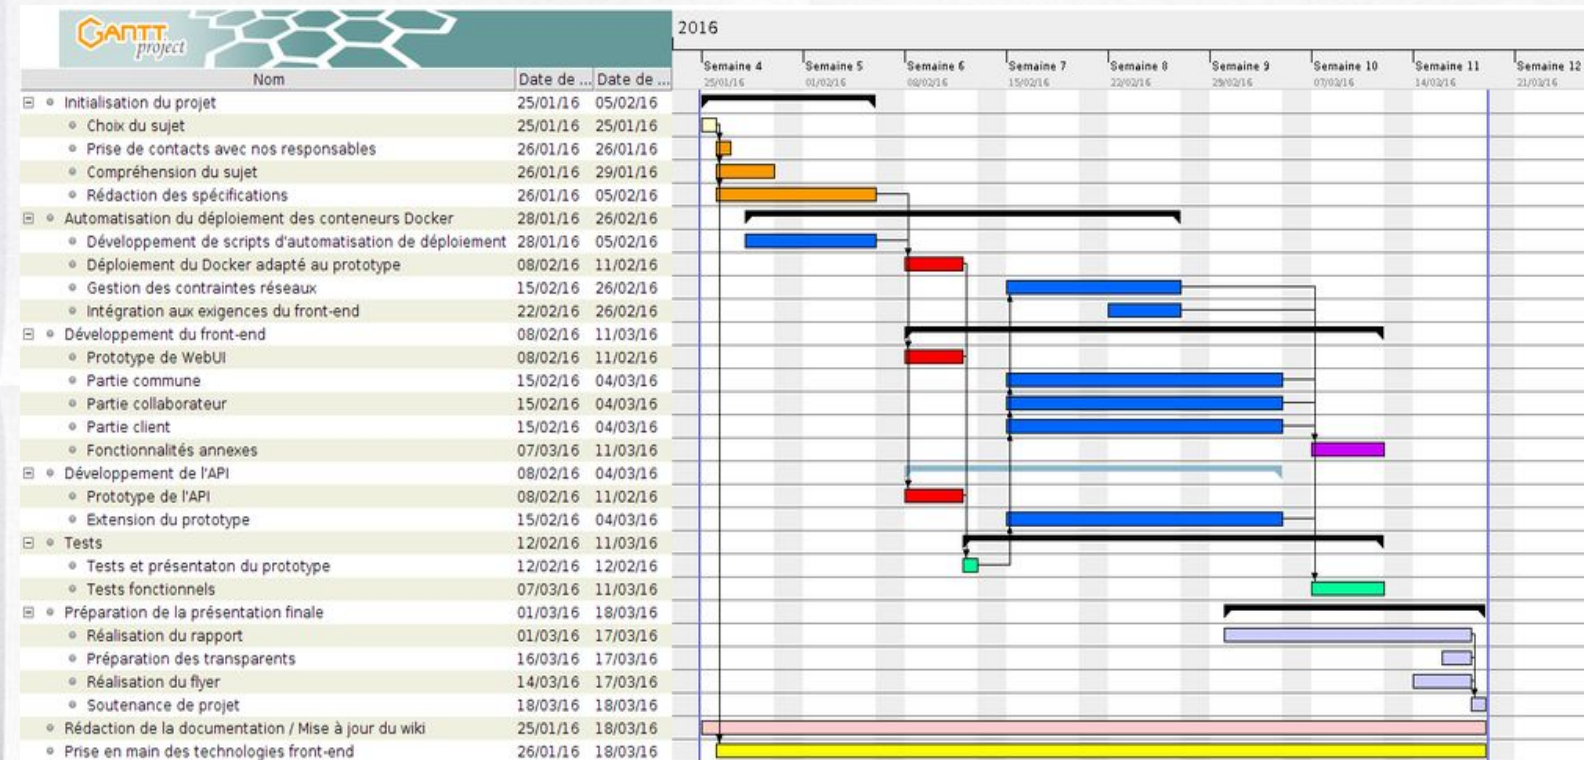 GANTT project
2016
Semaine 4 Semaine 5 Semaine 6 Semaine 7 Semaine 8 Semaine 9 Semaine 10 Semaine 11 Semaine 12
Nom Date de ... Date de ...
25/01/16 01/02/16 08/02/16 15/02/16 22/02/16 29/02/16 07/03/16 14/03/16 21/03/16
Initialisation du projet 25/01/16 05/02/16
Choix du sujet 25/01/16 25/01/16
Prise de contacts avec nos responsables 26/01/16 26/01/16
Compréhension du sujet 26/01/16 29/01/16
Rédaction des spécifications 26/01/16 05/02/16
Automatisation du déploiement des conteneurs Docker 28/01/16 26/02/16
Développement de scripts d'automatisation de déploiement 28/01/16 05/02/16
Déploiement du Docker adapté au prototype 08/02/16 11/02/16
Gestion des contraintes réseaux 15/02/16 26/02/16
Intégration aux exigences du front-end 22/02/16 26/02/16
Développement du front-end 08/02/16 11/03/16
Prototype de WebUI 08/02/16 11/02/16
Partie commune 15/02/16 04/03/16
Partie collaborateur 15/02/16 04/03/16
Partie client 15/02/16 04/03/16
Fonctionnalités annexes 07/03/16 11/03/16
Développement de l'API 08/02/16 04/03/16
Prototype de l'API 08/02/16 11/02/16
Extension du prototype 15/02/16 04/03/16
Tests 12/02/16 11/03/16
Tests et présentaton du prototype 12/02/16 12/02/16
Tests fonctionnels 07/03/16 11/03/16
Préparation de la présentation finale 01/03/16 18/03/16
Réalisation du rapport 01/03/16 17/03/16
Préparation des transparents 16/03/16 17/03/16
Réalisation du flyer 14/03/16 17/03/16
Soutenance de projet 18/03/16 18/03/16
Rédaction de la documentation / Mise à jour du wiki 25/01/16 18/03/16
Prise en main des technologies front-end 26/01/16 18/03/16